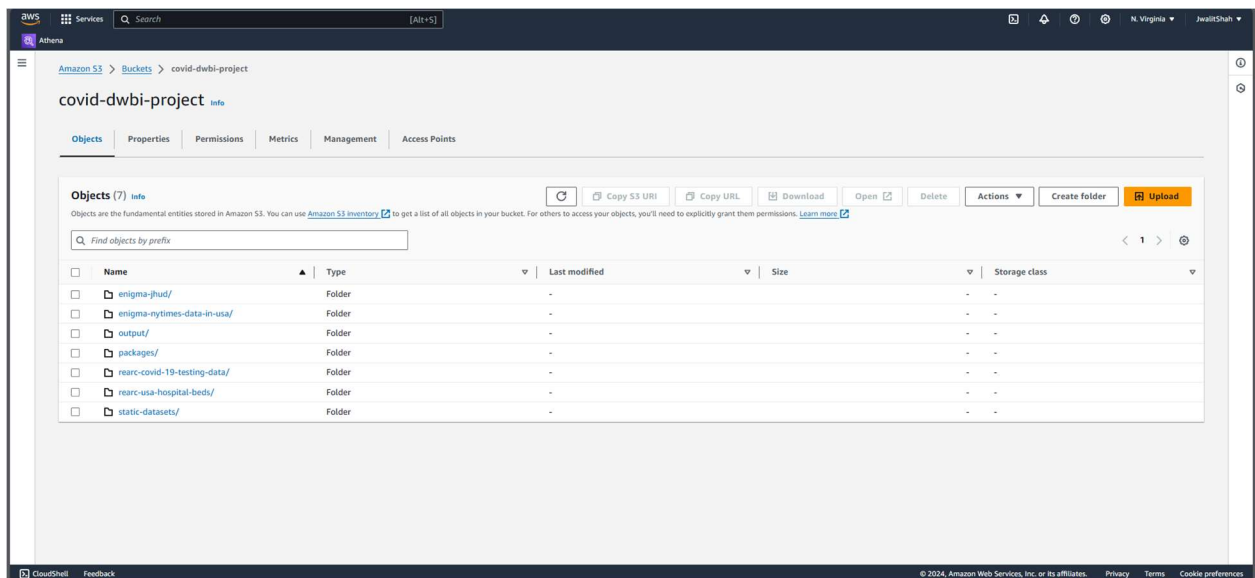 aws Services Search [Alt+S] N. Virginia ▼ JwalitShah ▼
Athena
Amazon S3 > Buckets > covid-dwbi-project
covid-dwbi-project Info
Objects Properties Permissions Metrics Management Access Points
Objects (7) Info Copy S3 URI Copy URL Download Open Delete Actions ▼ Create folder Upload
Objects are the fundamental entities stored in Amazon S3. You can use Amazon S3 inventory to get a list of all objects in your bucket. For others to access your objects, you'll need to explicitly grant them permissions. Learn more
Find objects by prefix < 1 >
Name ▲ Type Last modified Size Storage class
enigma-jhud/ Folder - - -
enigma-nytimes-data-in-usa/ Folder - - -
output/ Folder - - -
packages/ Folder - - -
rearc-covid-19-testing-data/ Folder - - -
rearc-usa-hospital-beds/ Folder - - -
static-datasets/ Folder - - -
CloudShell Feedback © 2024, Amazon Web Services, Inc. or its affiliates. Privacy Terms Cookie preferences